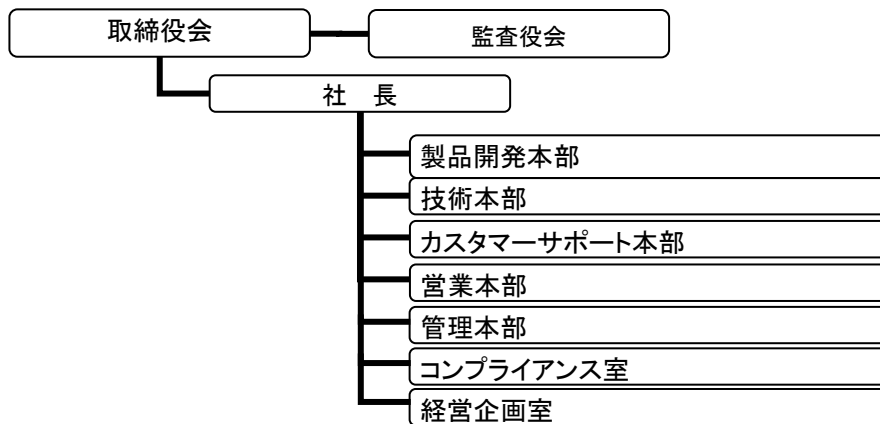 取締役会
監査役会
社　長
製品開発本部
技術本部
カスタマーサポート本部
営業本部
管理本部
コンプライアンス室
経営企画室